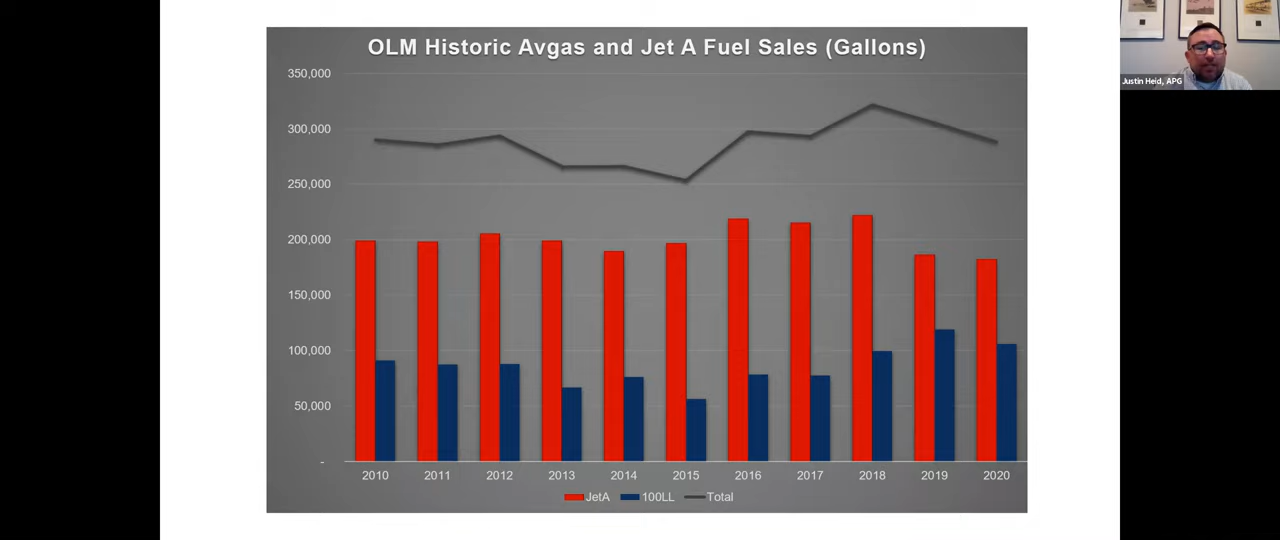 OLM Historic Avgas and Jet A Fuel Sales (Gallons)
350,000
300,000
250,000
200,000
150,000
100,000
50,000
-
2010 2011 2012 2013 2014 2015 2016 2017 2018 2019 2020
JetA 100LL Total
Justin Heid, APG